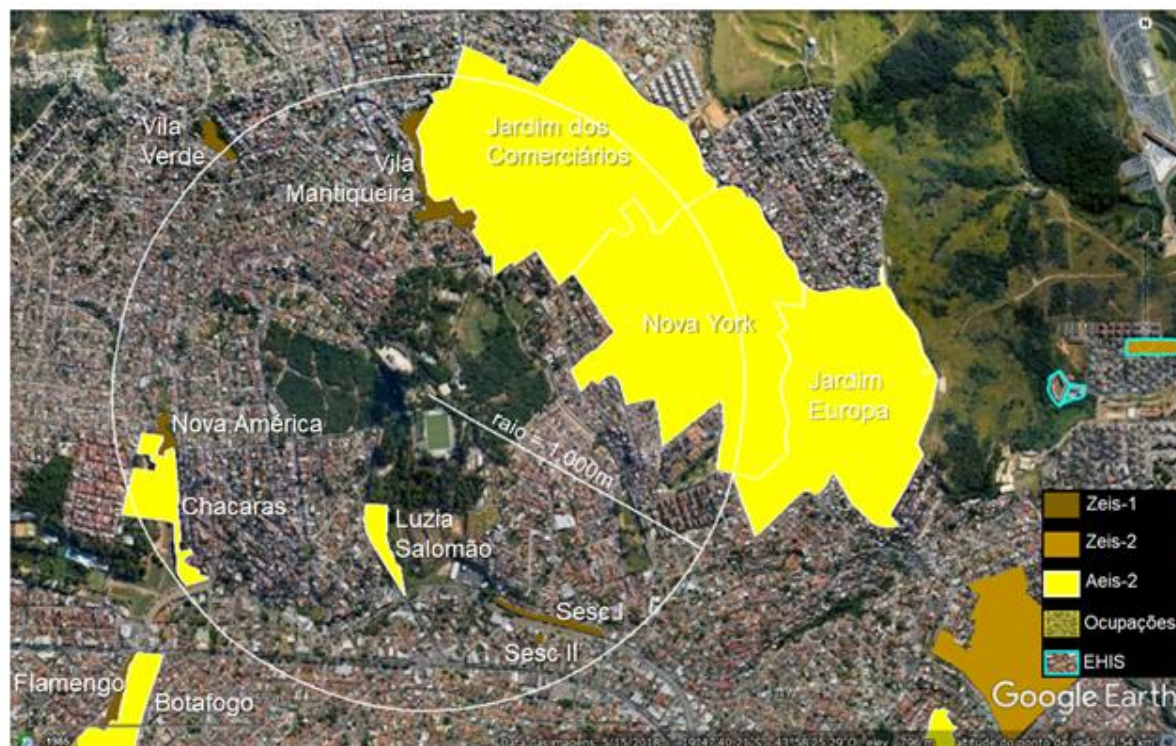 N
Jardim dos
Comerciários
Vila
Verde
Vila
Mantiqueira
Nova York
Jardim
Europa
Nova América
raio = 1.000m
Chacaras
Luzia
Salomão
Zeis-1
Zeis-2
Aeis-2
Ocupações
EHIS
Sesc I
Sesc II
Flamengo
Botafogo
Google Earth
1985